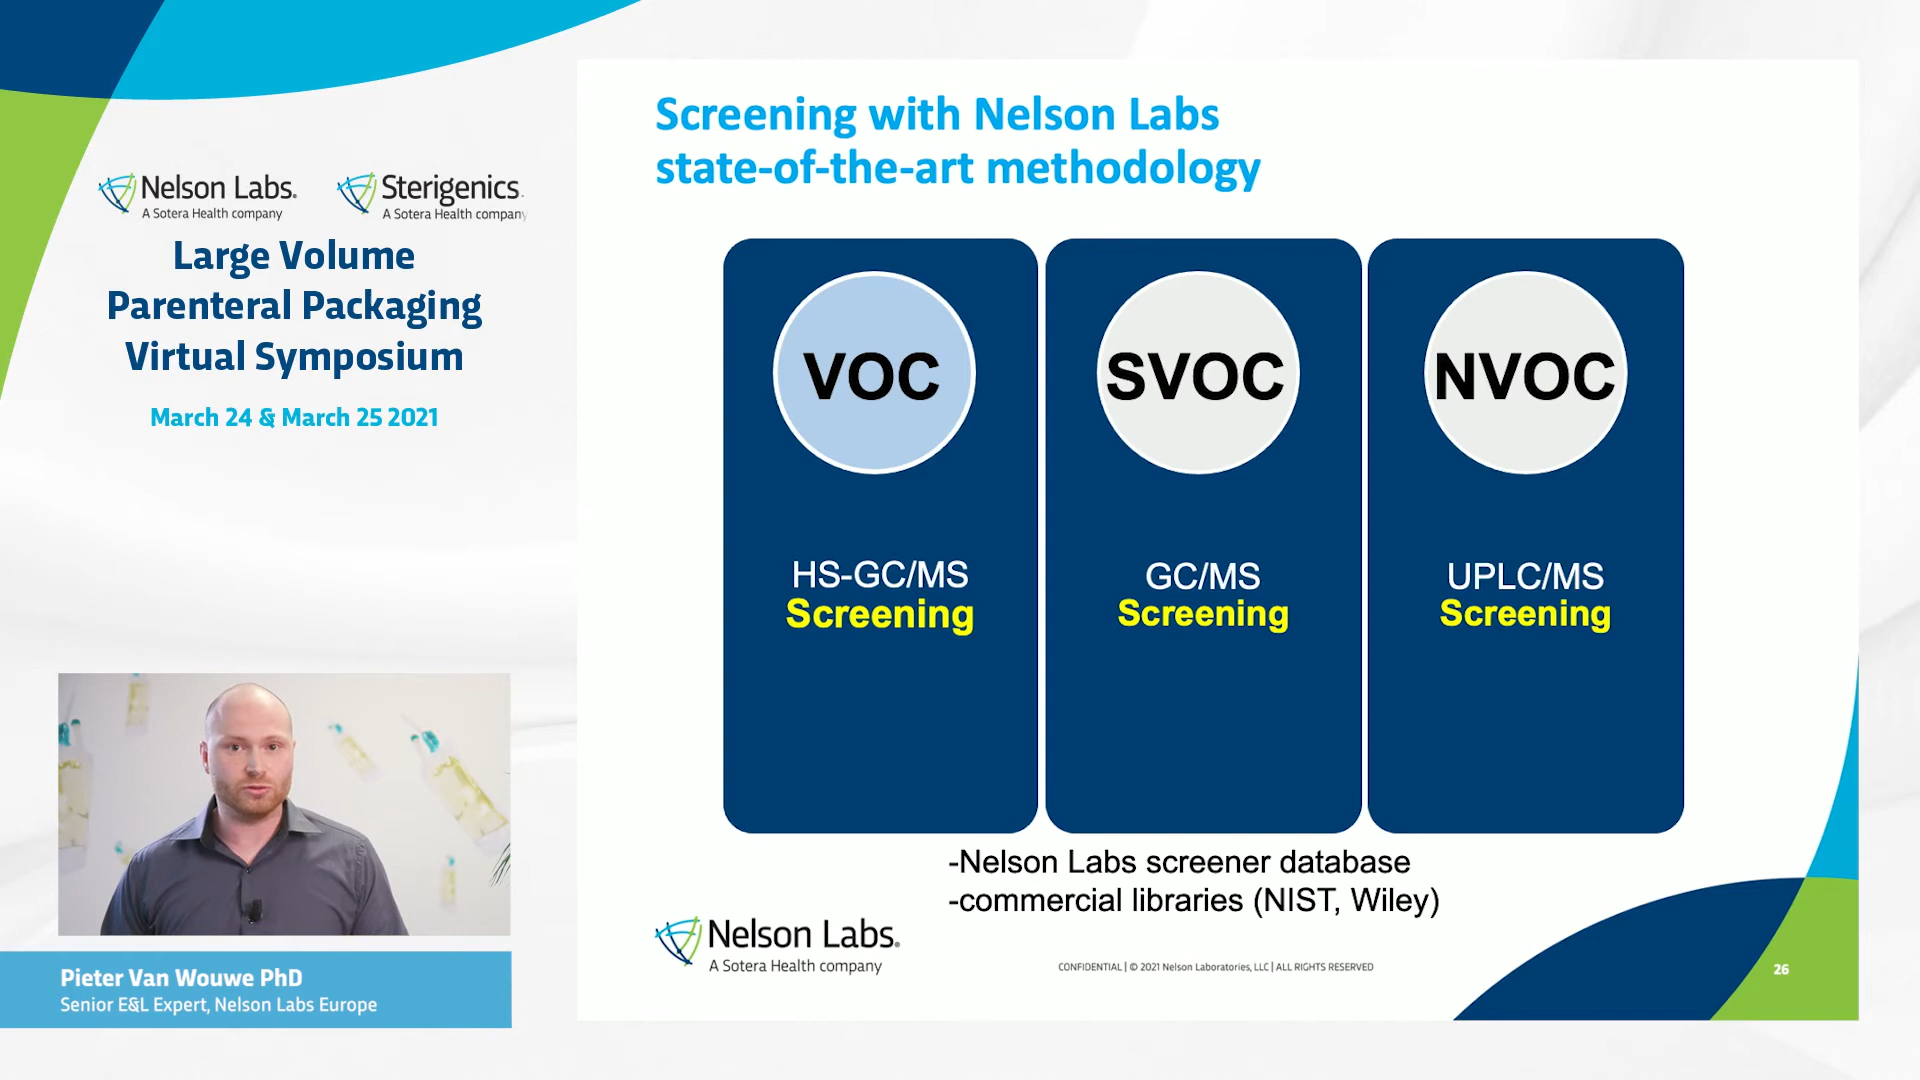 Nelson Labs.
A Sotera Health company
Sterigenics
A Sotera Health company
Large Volume
Parenteral Packaging
Virtual Symposium
March 24 & March 25 2021
Pieter Van Wouwe PhD
Senior E&L Expert, Nelson Labs Europe
Screening with Nelson Labs
state-of-the-art methodology
VOC
HS-GC/MS
Screening
SVOC
GC/MS
Screening
NVOC
UPLC/MS
Screening
-Nelson Labs screener database
-commercial libraries (NIST, Wiley)
Nelson Labs®
A Sotera Health company
CONFIDENTIAL | © 2021 Nelson Laboratories, LLC | ALL RIGHTS RESERVED
26